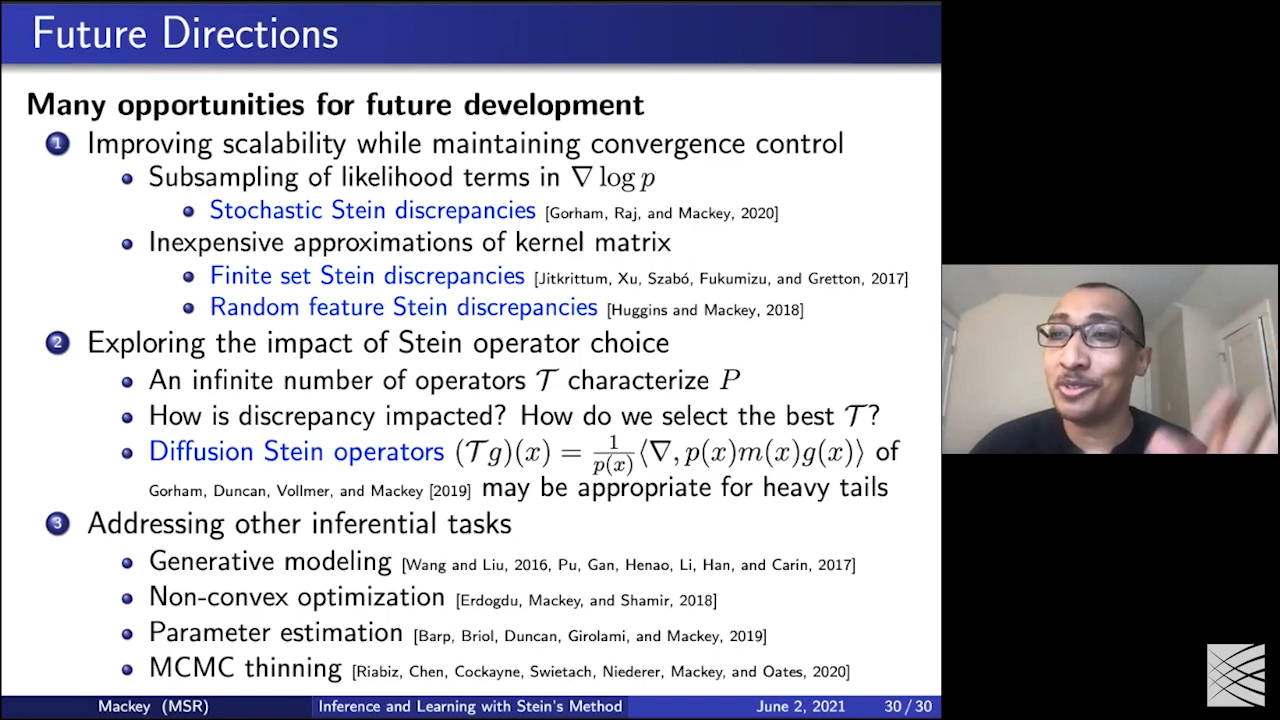 Future Directions
Many opportunities for future development
1 Improving scalability while maintaining convergence control
Subsampling of likelihood terms in ∇ log p
Stochastic Stein discrepancies [Gorham, Raj, and Mackey, 2020]
Inexpensive approximations of kernel matrix
Finite set Stein discrepancies [Jitkrittum, Xu, Szabó, Fukumizu, and Gretton, 2017]
Random feature Stein discrepancies [Huggins and Mackey, 2018]
2 Exploring the impact of Stein operator choice
An infinite number of operators 𝒯 characterize P
How is discrepancy impacted? How do we select the best 𝒯?
Diffusion Stein operators (𝒯g)(x) = 1/p(x)⟨∇, p(x)m(x)g(x)⟩ of
Gorham, Duncan, Vollmer, and Mackey [2019] may be appropriate for heavy tails
3 Addressing other inferential tasks
Generative modeling [Wang and Liu, 2016, Pu, Gan, Henao, Li, Han, and Carin, 2017]
Non-convex optimization [Erdogdu, Mackey, and Shamir, 2018]
Parameter estimation [Barp, Briol, Duncan, Girolami, and Mackey, 2019]
MCMC thinning [Riabiz, Chen, Cockayne, Swietach, Niederer, Mackey, and Oates, 2020]
Mackey (MSR) Inference and Learning with Stein's Method June 2, 2021 30 / 30